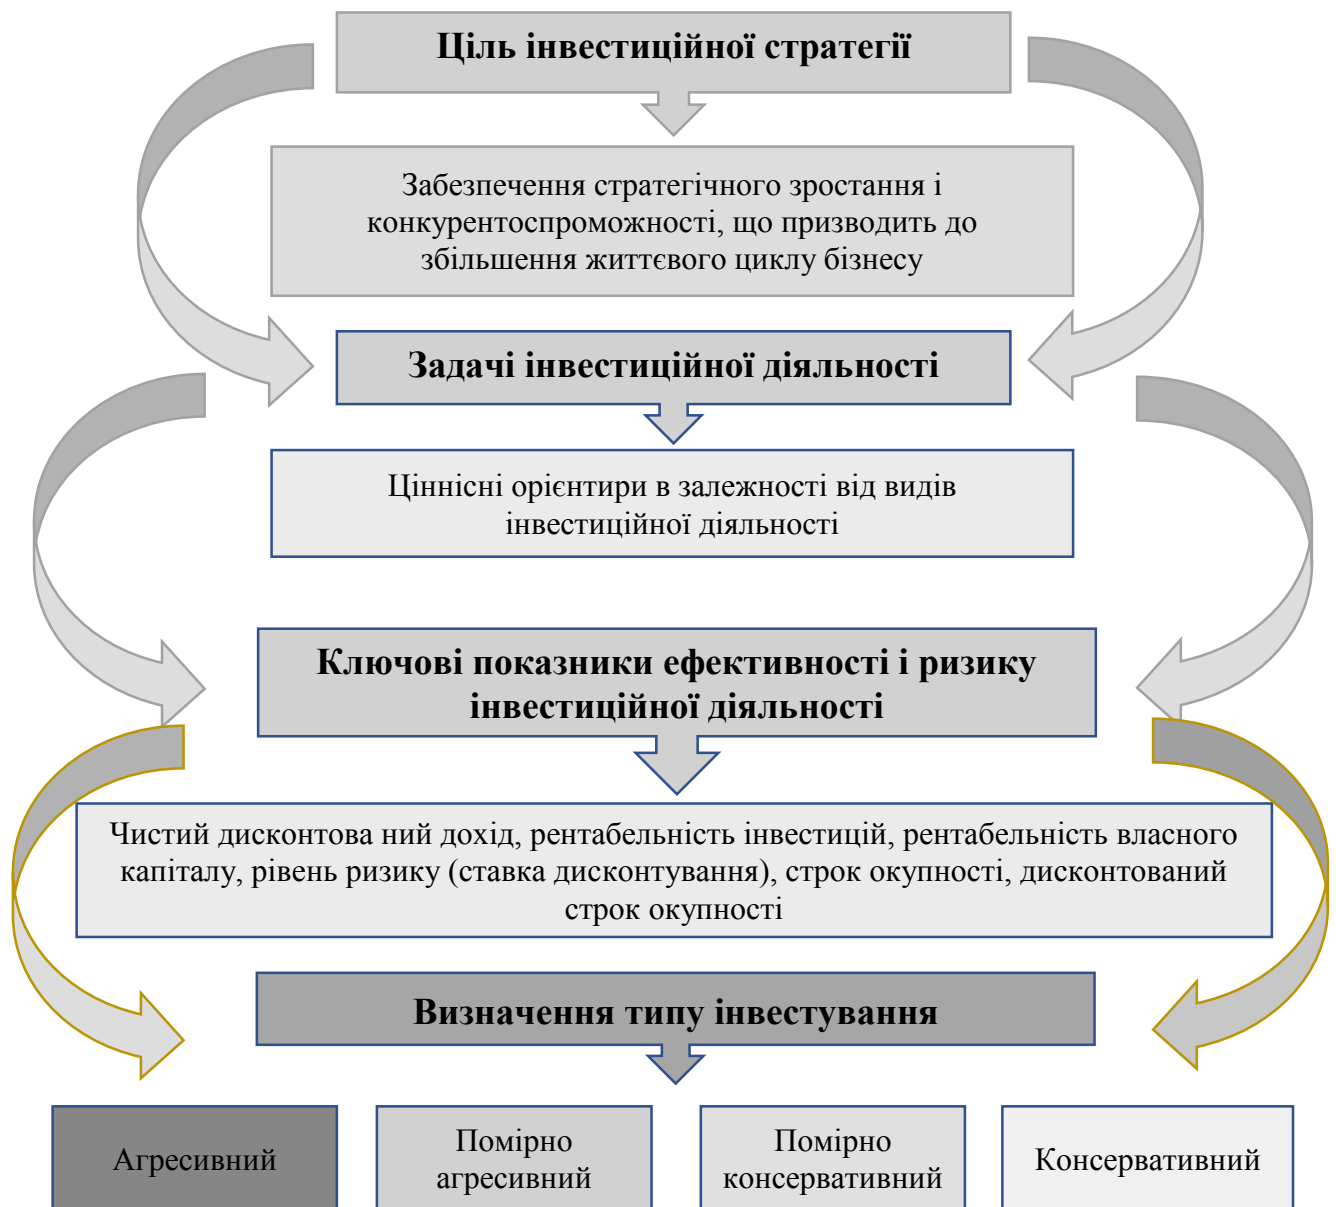 Ціль інвестиційної стратегії
Забезпечення стратегічного зростання і
конкурентоспроможності, що призводить до
збільшення життєвого циклу бізнесу
Задачі інвестиційної діяльності
Ціннісні орієнтири в залежності від видів
інвестиційної діяльності
Ключові показники ефективності і ризику
інвестиційної діяльності
Чистий дисконтова ний дохід, рентабельність інвестицій, рентабельність власного
капіталу, рівень ризику (ставка дисконтування), строк окупності, дисконтований
строк окупності
Визначення типу інвестування
Агресивний
Помірно
агресивний
Помірно
консервативний
Консервативний